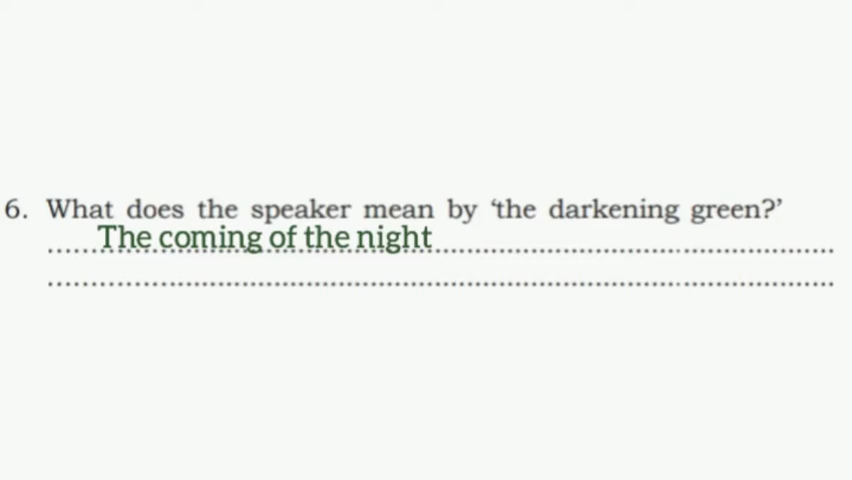 6. What does the speaker mean by 'the darkening green?'
The coming of the night